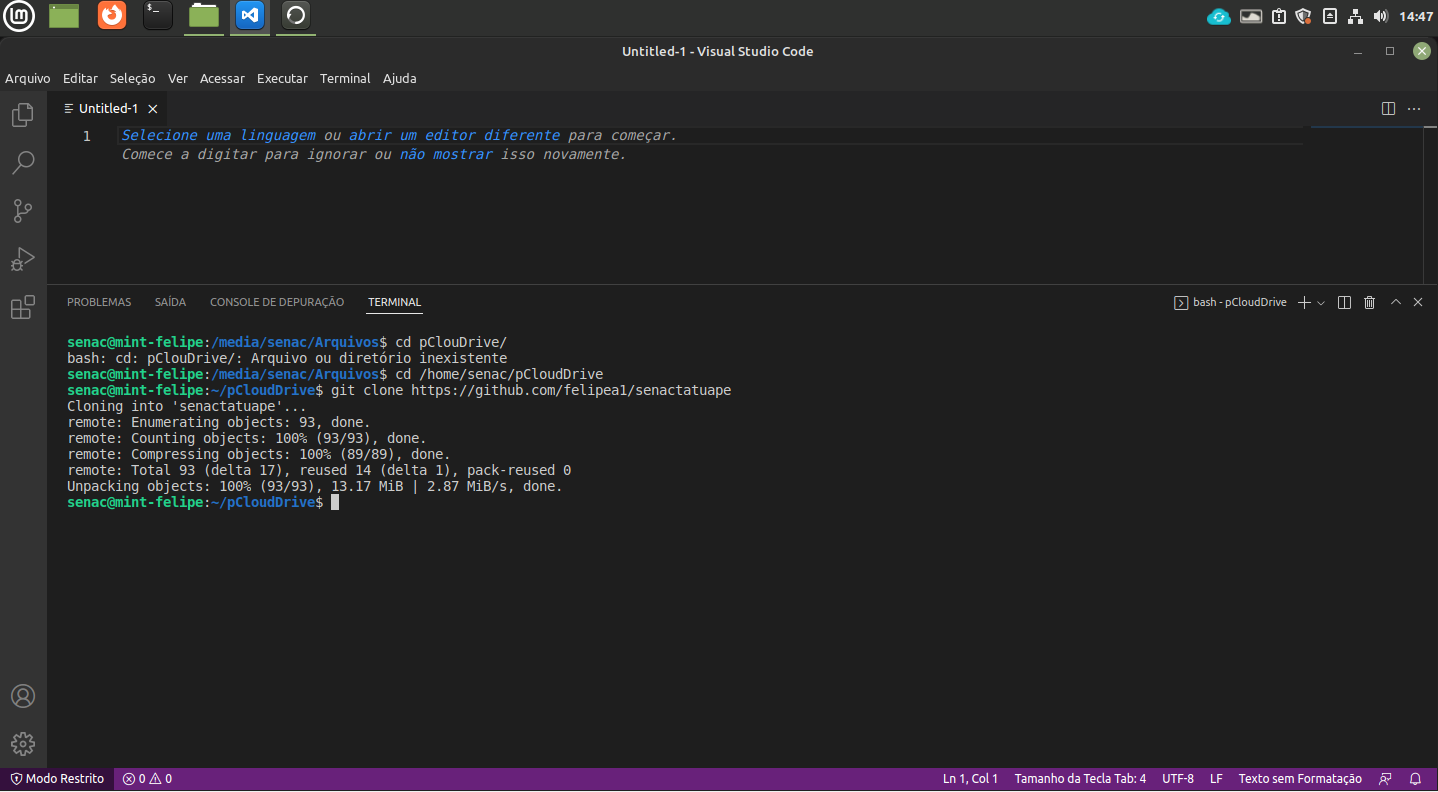 14:47
Untitled-1 - Visual Studio Code
Arquivo Editar Seleção Ver Acessar Executar Terminal Ajuda
Untitled-1
1 Selecione uma linguagem ou abrir um editor diferente para começar.
Comece a digitar para ignorar ou não mostrar isso novamente.
PROBLEMAS SAÍDA CONSOLE DE DEPURAÇÃO TERMINAL bash - pCloudDrive
senac@mint-felipe:/media/senac/Arquivos$ cd pClouDrive/
bash: cd: pClouDrive/: Arquivo ou diretório inexistente
senac@mint-felipe:/media/senac/Arquivos$ cd /home/senac/pCloudDrive
senac@mint-felipe:~/pCloudDrive$ git clone https://github.com/felipea1/senactatuape
Cloning into 'senactatuape'...
remote: Enumerating objects: 93, done.
remote: Counting objects: 100% (93/93), done.
remote: Compressing objects: 100% (89/89), done.
remote: Total 93 (delta 17), reused 14 (delta 1), pack-reused 0
Unpacking objects: 100% (93/93), 13.17 MiB | 2.87 MiB/s, done.
senac@mint-felipe:~/pCloudDrive$
Modo Restrito 0 0 Ln 1, Col 1 Tamanho da Tecla Tab: 4 UTF-8 LF Texto sem Formatação